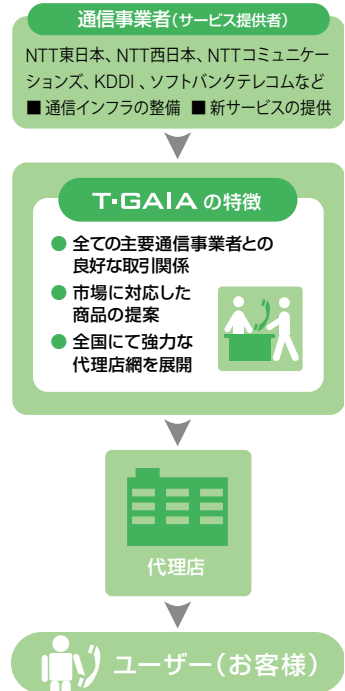 通信事業者(サービス提供者)
NTT東日本、NTT西日本、NTTコミュニケー
ションズ、KDDI 、ソフトバンクテレコムなど
■ 通信インフラの整備 ■ 新サービスの提供
T・GAIA の特徴
● 全ての主要通信事業者との
良好な取引関係
● 市場に対応した
商品の提案
● 全国にて強力な
代理店網を展開
代理店
ユーザー(お客様)